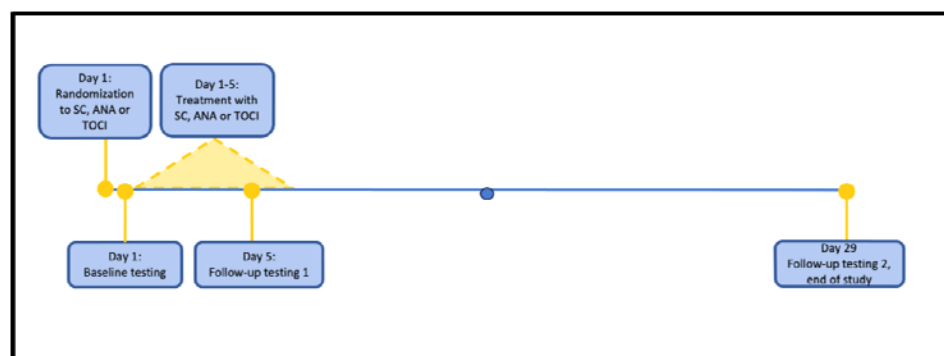 Day 1:
Randomization
to SC, ANA or
TOCI
Day 1-5:
Treatment with
SC, ANA or TOCI
Day 1:
Baseline testing
Day 5:
Follow-up testing 1
Day 29
Follow-up testing 2,
end of study